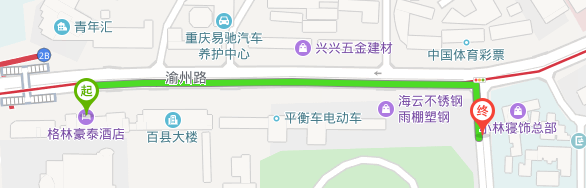 青年汇
重庆易驰汽车
养护中心
兴兴五金建材
中国体育彩票
2B
渝州路
起
格林豪泰酒店
百县大楼
平衡车电动车
海云不锈钢
雨棚塑钢
终
小林寝饰总部